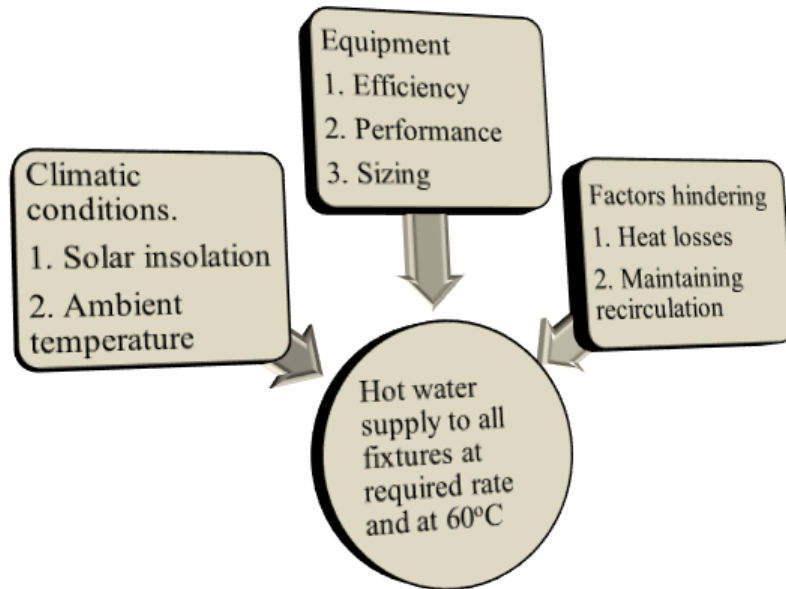 Climatic
conditions.
1. Solar insolation
2. Ambient
temperature
Equipment
1. Efficiency
2. Performance
3. Sizing
Factors hindering
1. Heat losses
2. Maintaining
recirculation
Hot water
supply to all
fixtures at
required rate
and at 60ºC